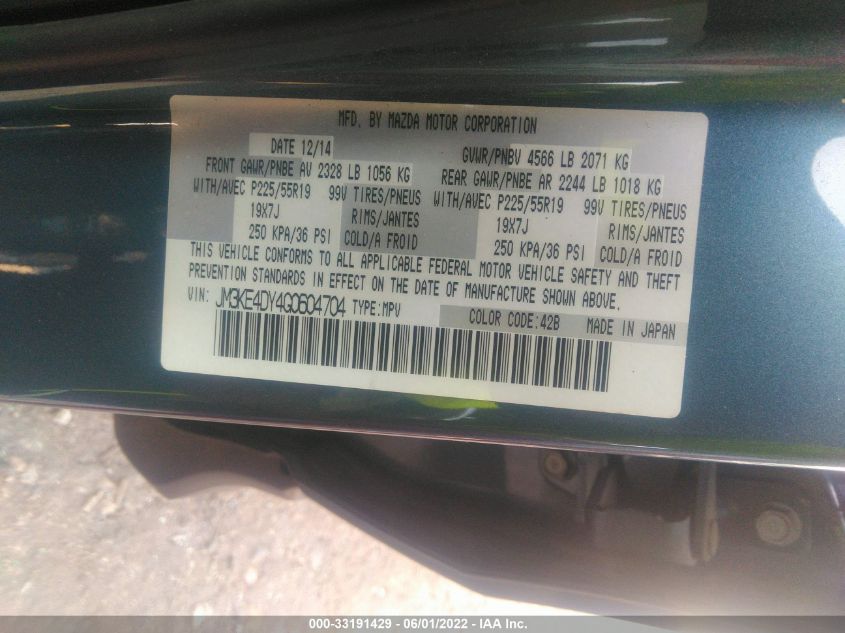 MFD. BY MAZDA MOTOR CORPORATION
DATE 12/14 GVWR/PNBV 4566 LB 2071 KG
FRONT GAWR/PNBE AV 2328 LB 1056 KG REAR GAWR/PNBE AR 2244 LB 1018 KG
WITH/AVEC P225/55R19 99V TIRES/PNEUS WITH/AVEC P225/55R19 99V TIRES/PNEUS
19X7J RIMS/JANTES 19X7J RIMS/JANTES
250 KPA/36 PSI COLD/A FROID 250 KPA/36 PSI COLD/A FROID
THIS VEHICLE CONFORMS TO ALL APPLICABLE FEDERAL MOTOR VEHICLE SAFETY AND THEFT
PREVENTION STANDARDS IN EFFECT ON THE DATE OF MANUFACTURE SHOWN ABOVE.
VIN: JM3KE4DY4G0604704 TYPE:MPV COLOR CODE:42B MADE IN JAPAN
000-33191429 - 06/01/2022 - IAA Inc.